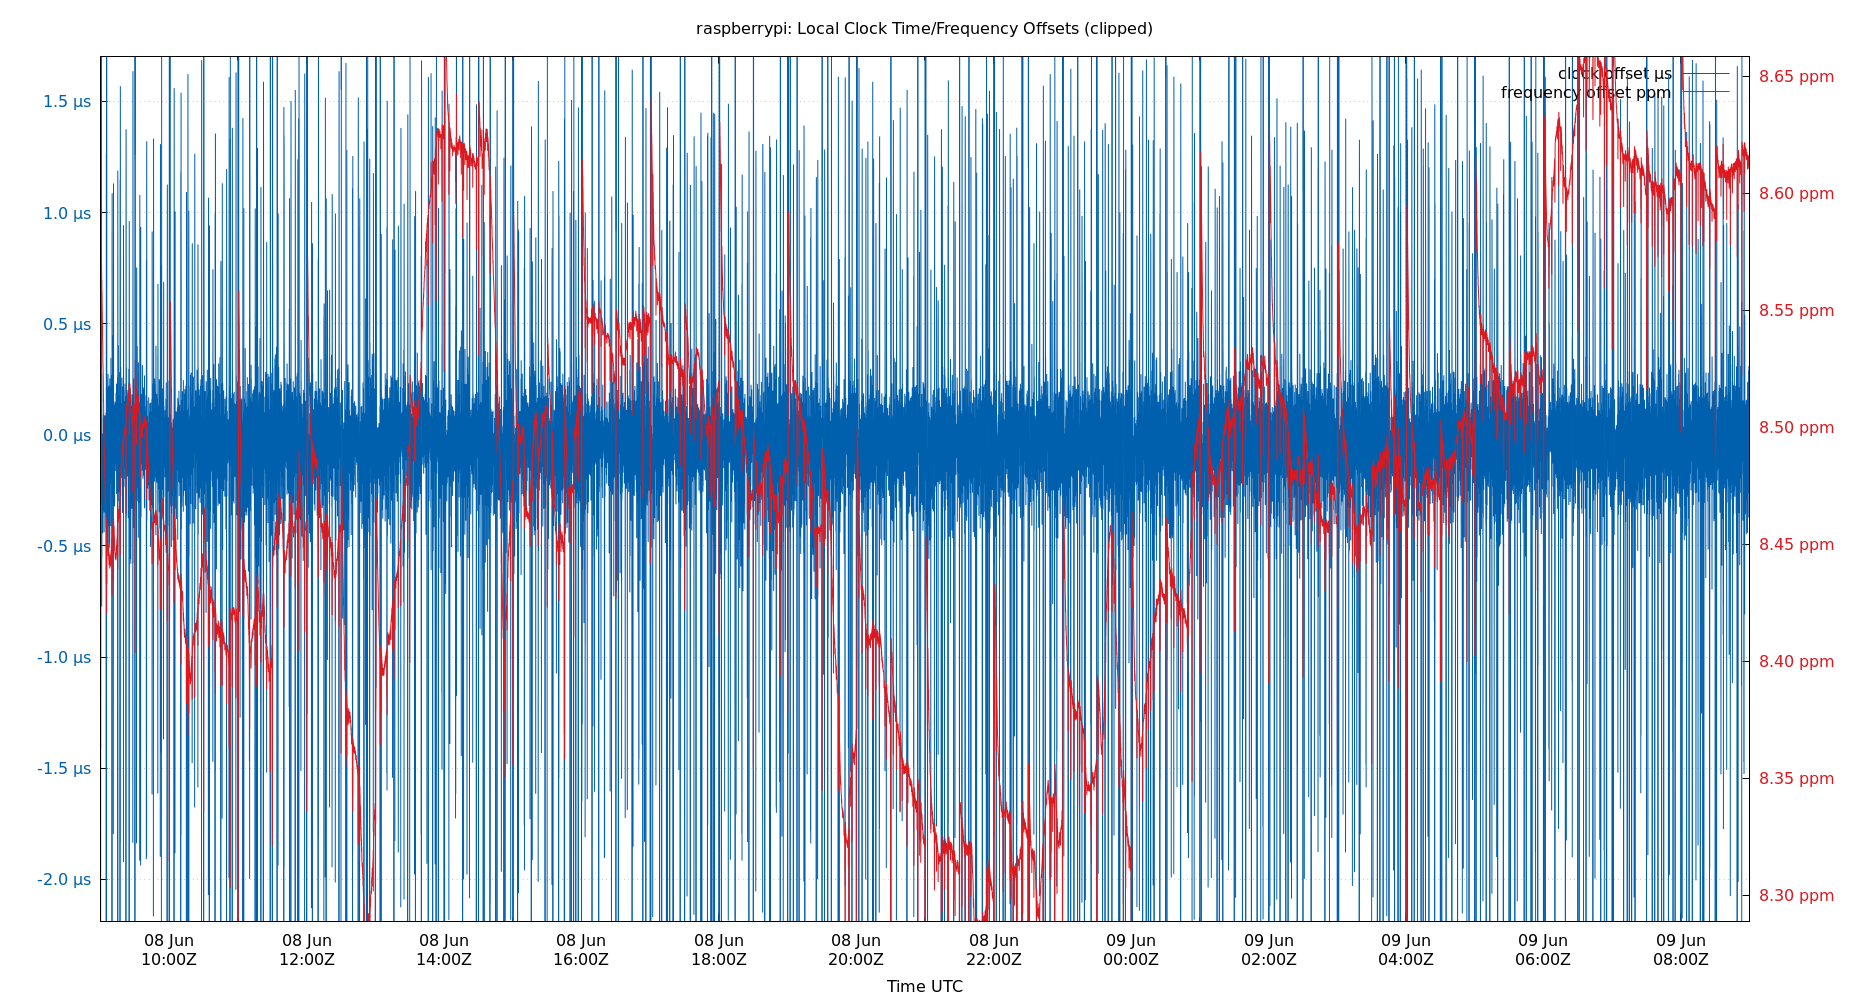 raspberrypi: Local Clock Time/Frequency Offsets (clipped)
clock offset µs
frequency offset ppm
1.5 µs
1.0 µs
0.5 µs
0.0 µs
-0.5 µs
-1.0 µs
-1.5 µs
-2.0 µs
8.65 ppm
8.60 ppm
8.55 ppm
8.50 ppm
8.45 ppm
8.40 ppm
8.35 ppm
8.30 ppm
08 Jun 08 Jun 08 Jun 08 Jun 08 Jun 08 Jun 08 Jun 09 Jun 09 Jun 09 Jun 09 Jun 09 Jun
10:00Z 12:00Z 14:00Z 16:00Z 18:00Z 20:00Z 22:00Z 00:00Z 02:00Z 04:00Z 06:00Z 08:00Z
Time UTC